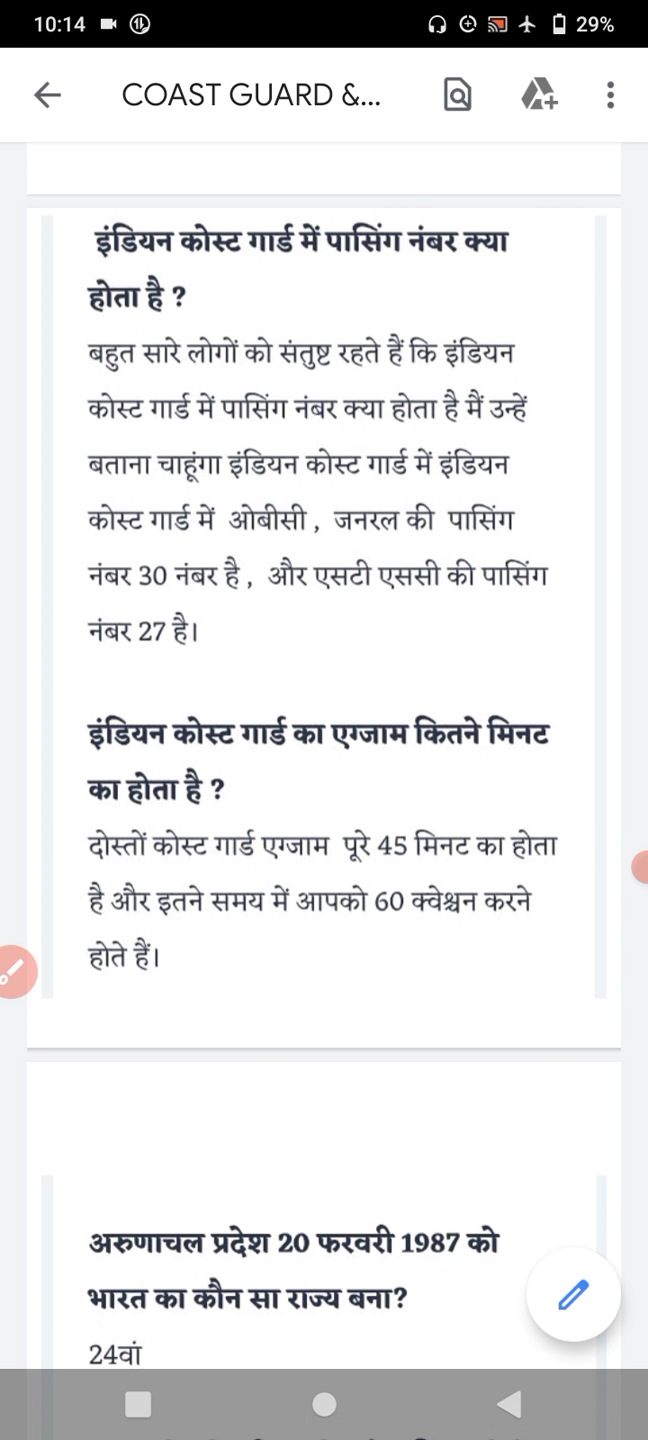 10:14
29%
COAST GUARD &...
इंडियन कोस्ट गार्ड में पासिंग नंबर क्या
होता है ?
बहुत सारे लोगों को संतुष्ट रहते हैं कि इंडियन
कोस्ट गार्ड में पासिंग नंबर क्या होता है मैं उन्हें
बताना चाहूंगा इंडियन कोस्ट गार्ड में इंडियन
कोस्ट गार्ड में ओबीसी , जनरल की पासिंग
नंबर 30 नंबर है , और एसटी एससी की पासिंग
नंबर 27 है।
इंडियन कोस्ट गार्ड का एग्जाम कितने मिनट
का होता है ?
दोस्तों कोस्ट गार्ड एग्जाम पूरे 45 मिनट का होता
है और इतने समय में आपको 60 क्वेश्चन करने
होते हैं।
अरुणाचल प्रदेश 20 फरवरी 1987 को
भारत का कौन सा राज्य बना?
24वां